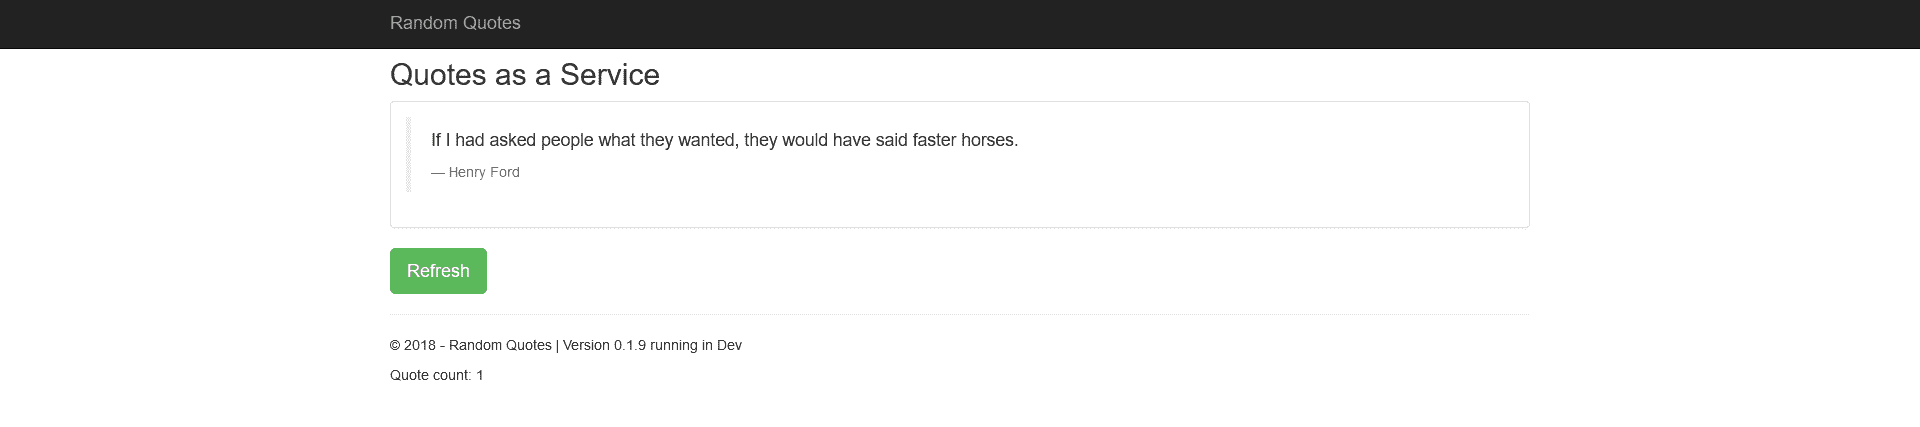 Random Quotes
Quotes as a Service
If I had asked people what they wanted, they would have said faster horses.
— Henry Ford
Refresh
© 2018 - Random Quotes | Version 0.1.9 running in Dev
Quote count: 1